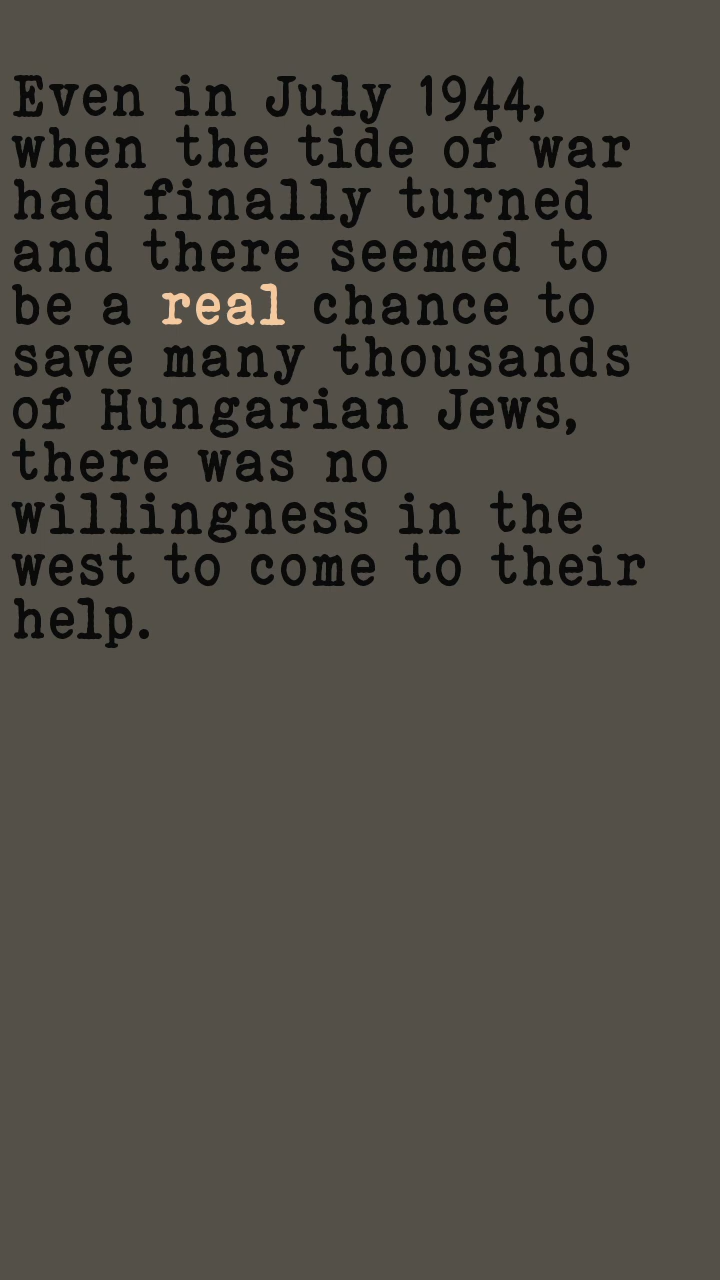 Even in July 1944,
when the tide of war
had finally turned
and there seemed to
be a real chance to
save many thousands
of Hungarian Jews,
there was no
willingness in the
west to come to their
help.